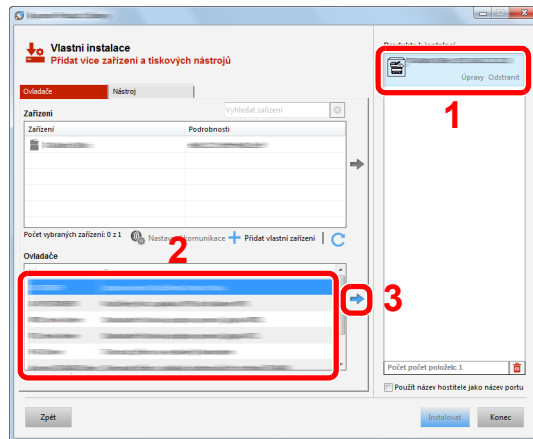 Vlastní instalace
Přidat více zařízení a tiskových nástrojů
Ovladače
Nástroj
Zařízení
Vyhledat zařízení
Zařízení
Podrobnosti
Počet vybraných zařízení: 0 z 1
komunikace
Přidat vlastní zařízení
Ovladače
2
3
Úpravy Odstranit
1
Počet počet položek: 1
Použít název hostitele jako název portu
Zpět
Instalovat
Konec